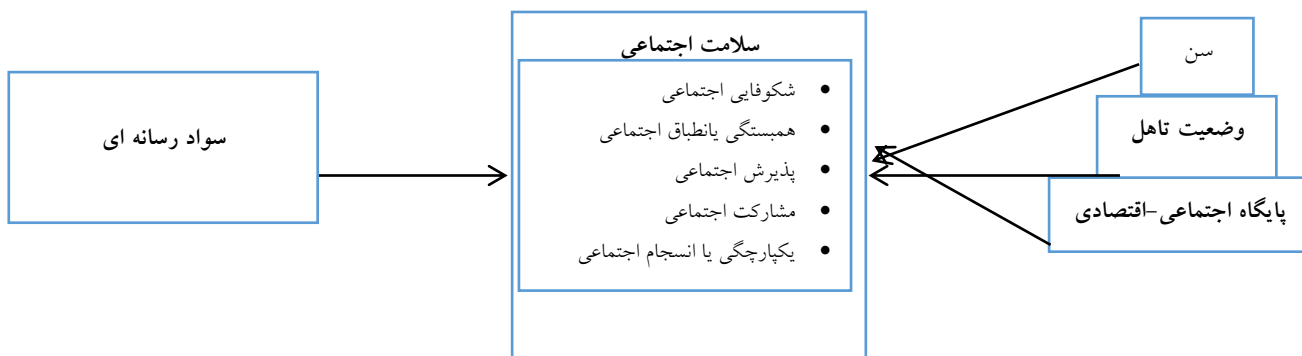 سلامت اجتماعی
شکوفایی اجتماعی
همبستگی یاانطباق اجتماعی
پذیرش اجتماعی
مشارکت اجتماعی
یکپارچگی یا انسجام اجتماعی
سن
وضعیت تاهل
پایگاه اجتماعی-اقتصادی
سواد رسانه ای